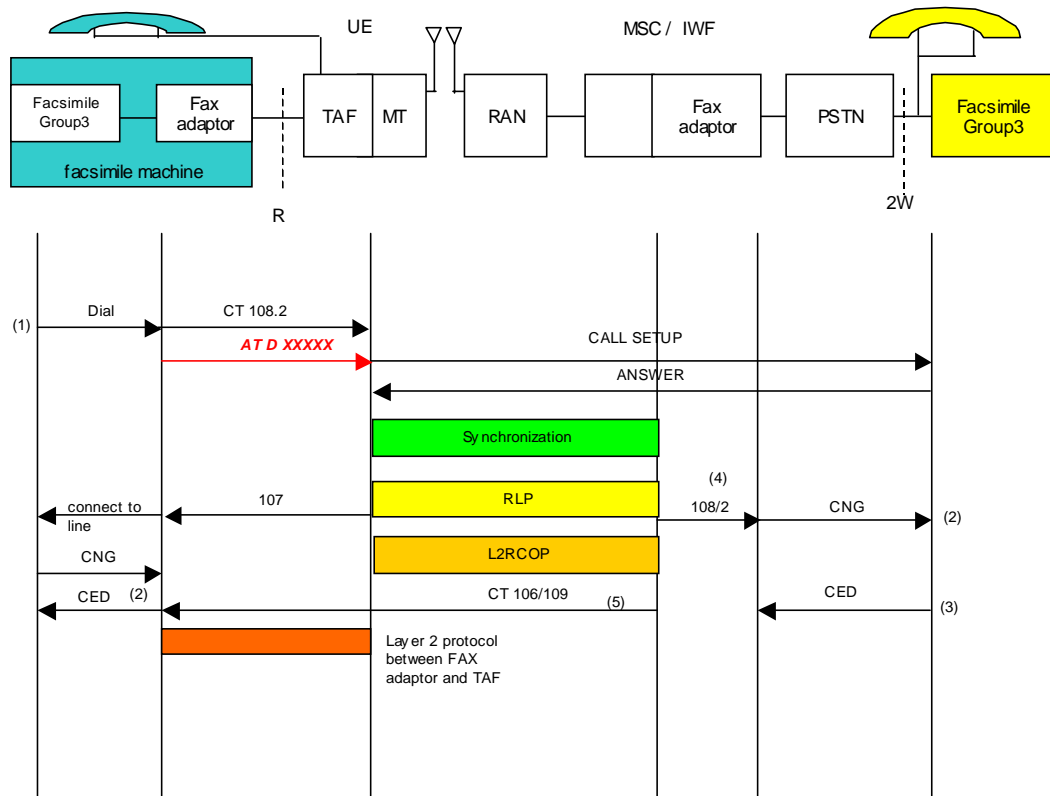 UE
MSC / IWF
Facsimile
Group3
Fax
adaptor
TAF
MT
RAN
Fax
adaptor
PSTN
Facsimile
Group3
facsimile machine
R
2W
(1)
Dial
CT 108.2
AT D XXXXX
CALL SETUP
ANSWER
Synchronization
connect to
line
107
RLP
(4)
108/2
CNG
(2)
CNG
L2RCOP
CED
(2)
CT 106/109
(5)
CED
(3)
Layer 2 protocol
between FAX
adaptor and TAF